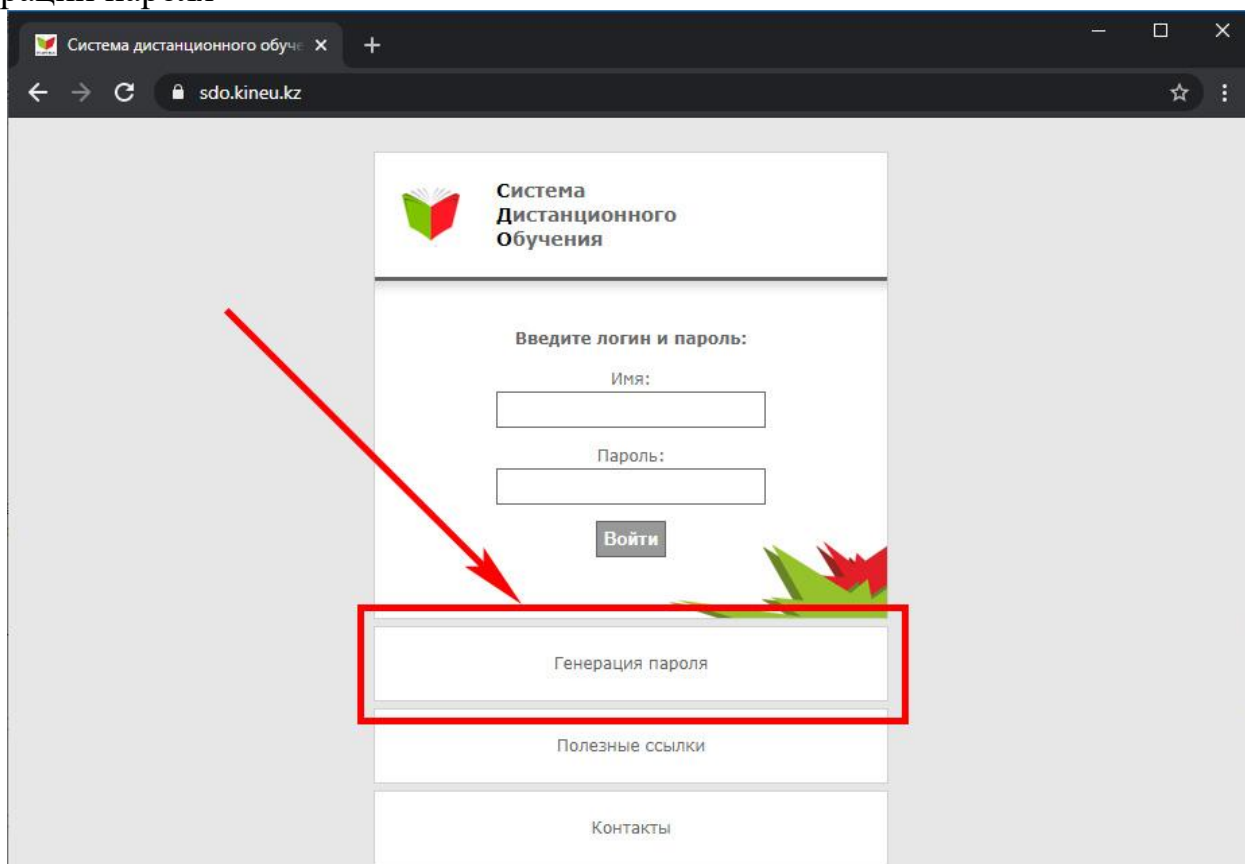 Система дистанционного обуче
sdo.kineu.kz
Система
Дистанционного
Обучения
Введите логин и пароль:
Имя:
Пароль:
Войти
Генерация пароля
Полезные ссылки
Контакты